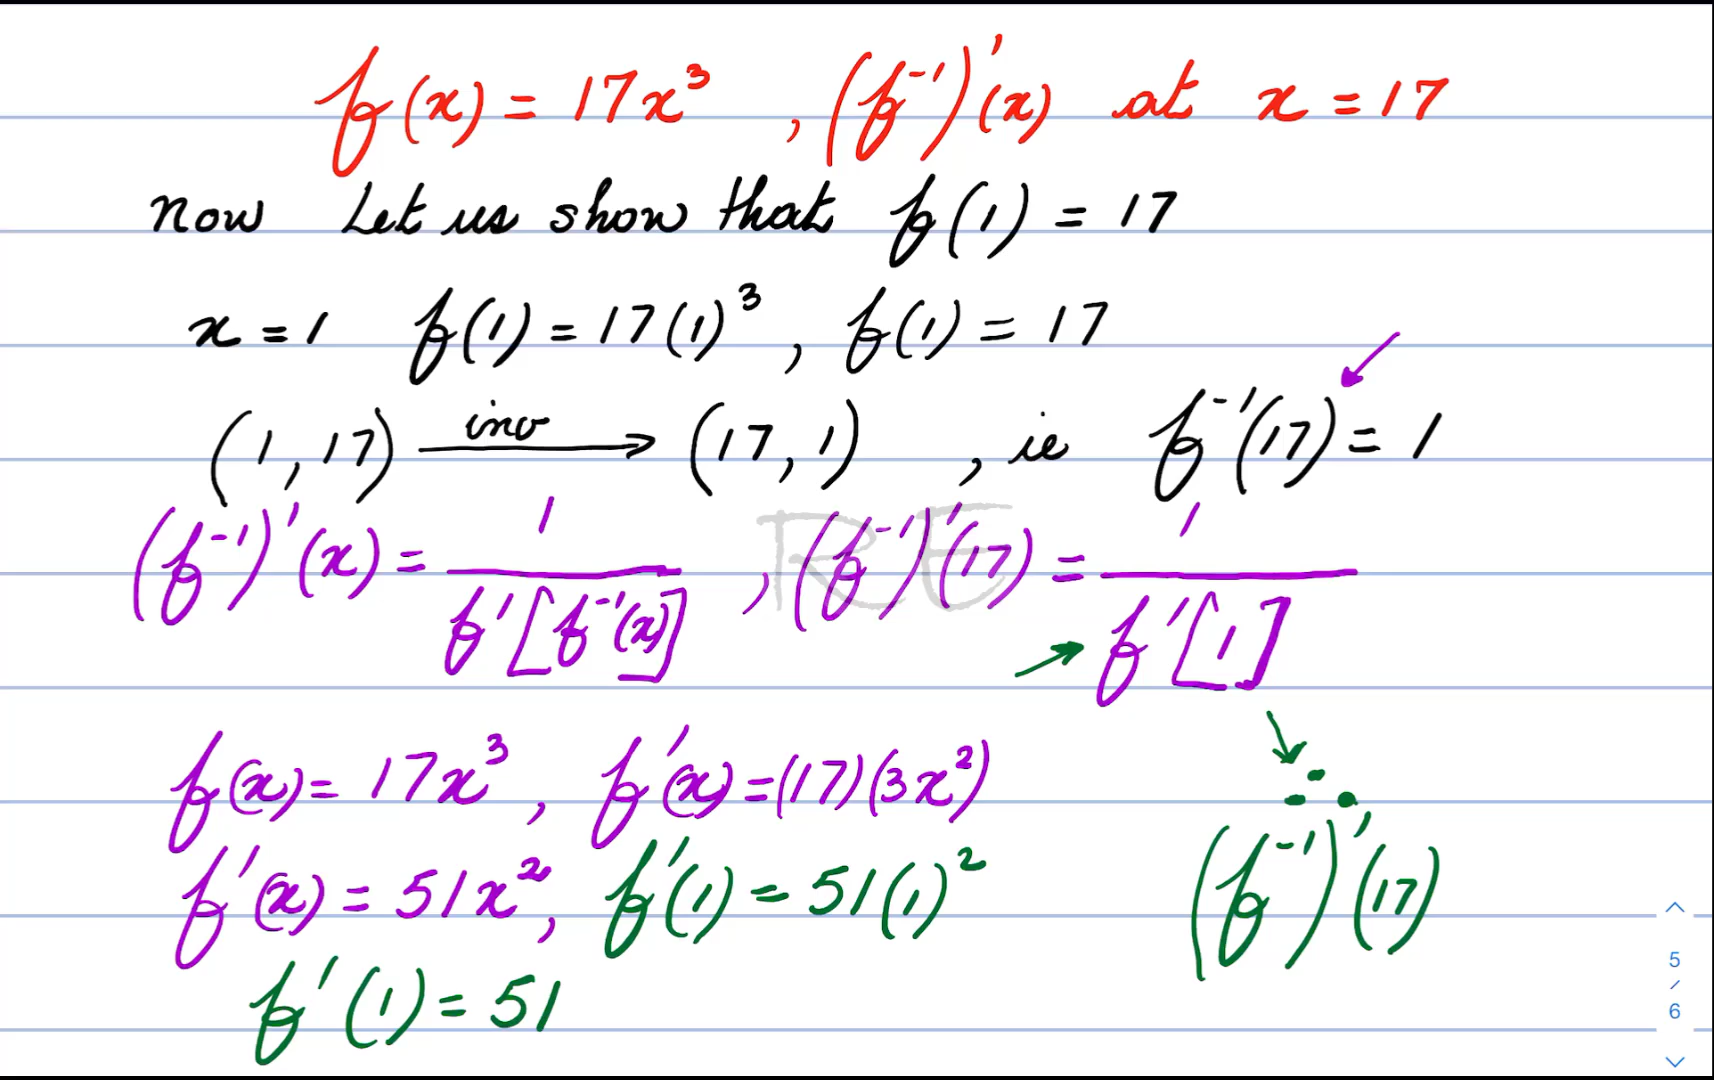 f(x) = 17x³ , (f⁻¹)'(x) at x = 17
now Let us show that f(1) = 17
x = 1 f(1) = 17(1)³ , f(1) = 17
(1, 17) inv → (17, 1) , ie f⁻¹(17) = 1
(f⁻¹)'(x) = 1 / f'[f⁻¹(x)] , (f⁻¹)'(17) = 1 / f'[1]
RE
f(x) = 17x³ , f'(x) = (17)(3x²)
f'(x) = 51x² , f'(1) = 51(1)²
∴ (f⁻¹)'(17)
f'(1) = 51
5
/
6